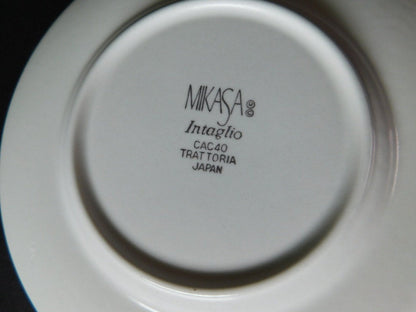 MIKASA ©®
Intaglio
CAC40
TRATTORIA
JAPAN